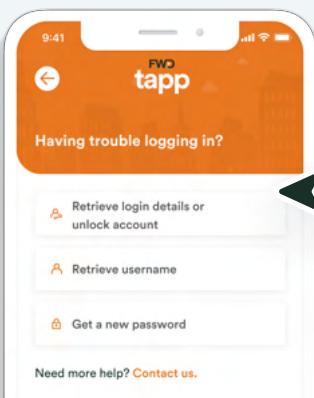 9:41
FWD
tapp
Having trouble logging in?
Retrieve login details or
unlock account
Retrieve username
Get a new password
Need more help? Contact us.